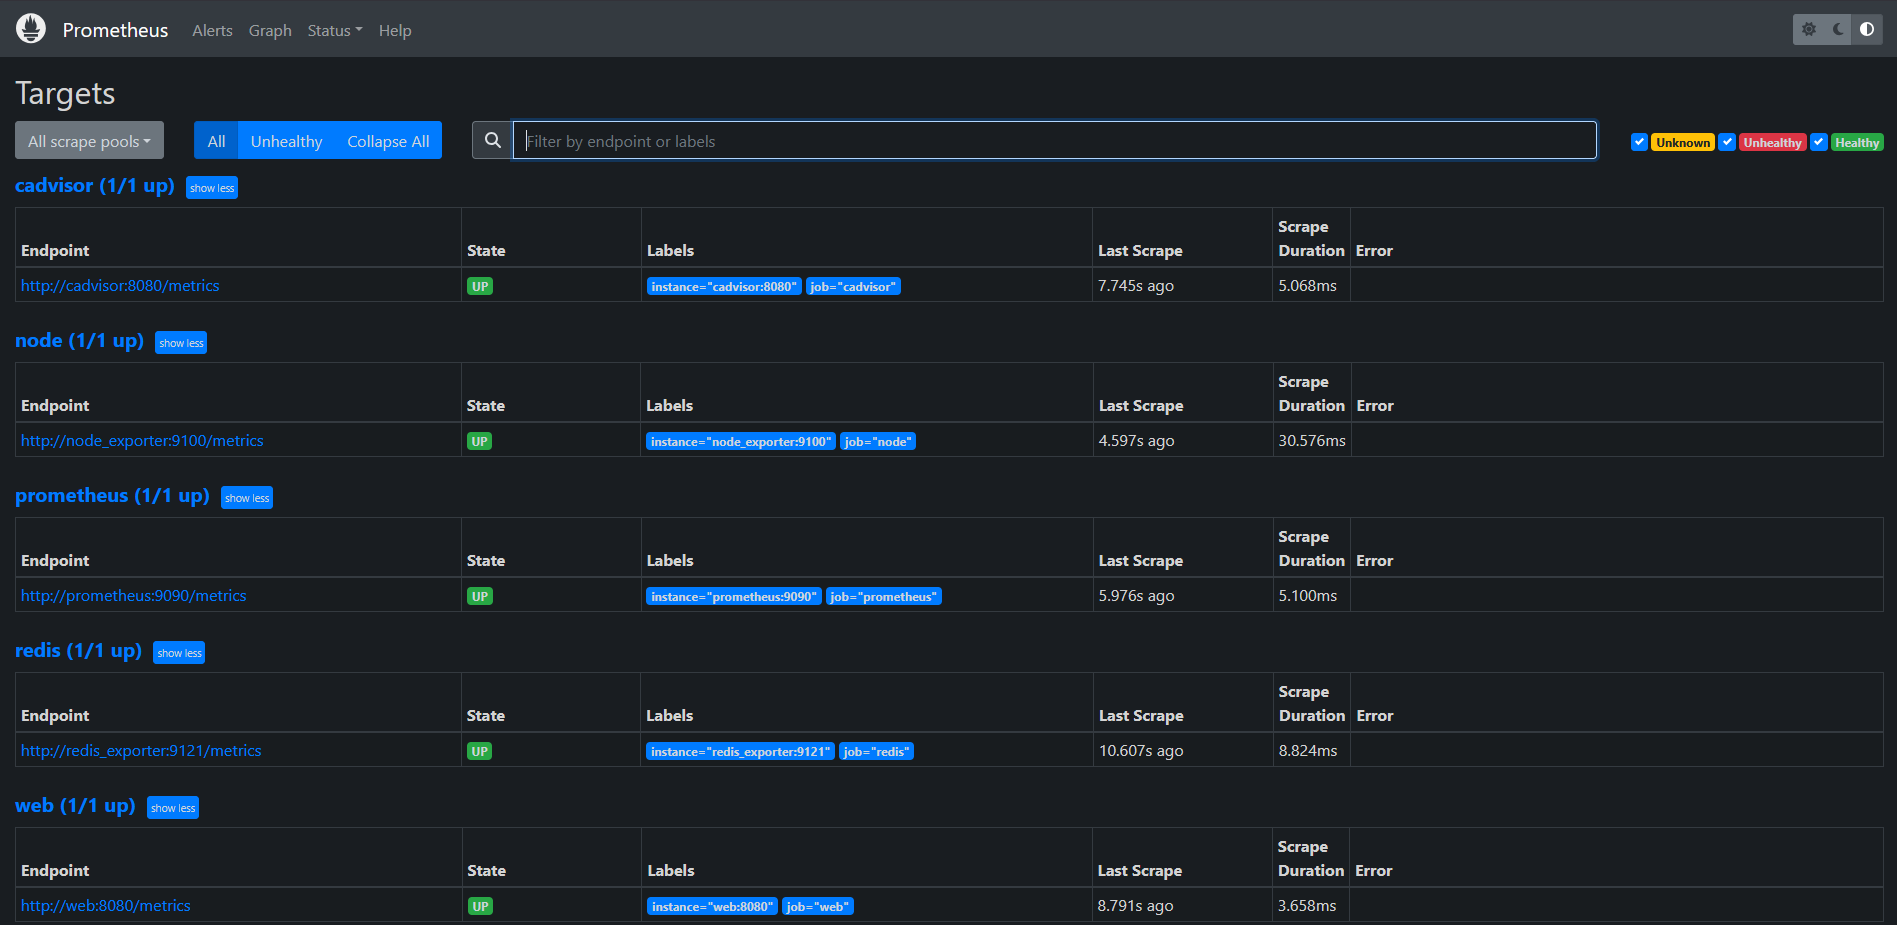 Prometheus Alerts Graph Status Help
Targets
All scrape pools All Unhealthy Collapse All Filter by endpoint or labels Unknown Unhealthy Healthy
cadvisor (1/1 up) show less
Endpoint State Labels Last Scrape Scrape Duration Error
http://cadvisor:8080/metrics UP instance="cadvisor:8080" job="cadvisor" 7.745s ago 5.068ms
node (1/1 up) show less
Endpoint State Labels Last Scrape Scrape Duration Error
http://node_exporter:9100/metrics UP instance="node_exporter:9100" job="node" 4.597s ago 30.576ms
prometheus (1/1 up) show less
Endpoint State Labels Last Scrape Scrape Duration Error
http://prometheus:9090/metrics UP instance="prometheus:9090" job="prometheus" 5.976s ago 5.100ms
redis (1/1 up) show less
Endpoint State Labels Last Scrape Scrape Duration Error
http://redis_exporter:9121/metrics UP instance="redis_exporter:9121" job="redis" 10.607s ago 8.824ms
web (1/1 up) show less
Endpoint State Labels Last Scrape Scrape Duration Error
http://web:8080/metrics UP instance="web:8080" job="web" 8.791s ago 3.658ms